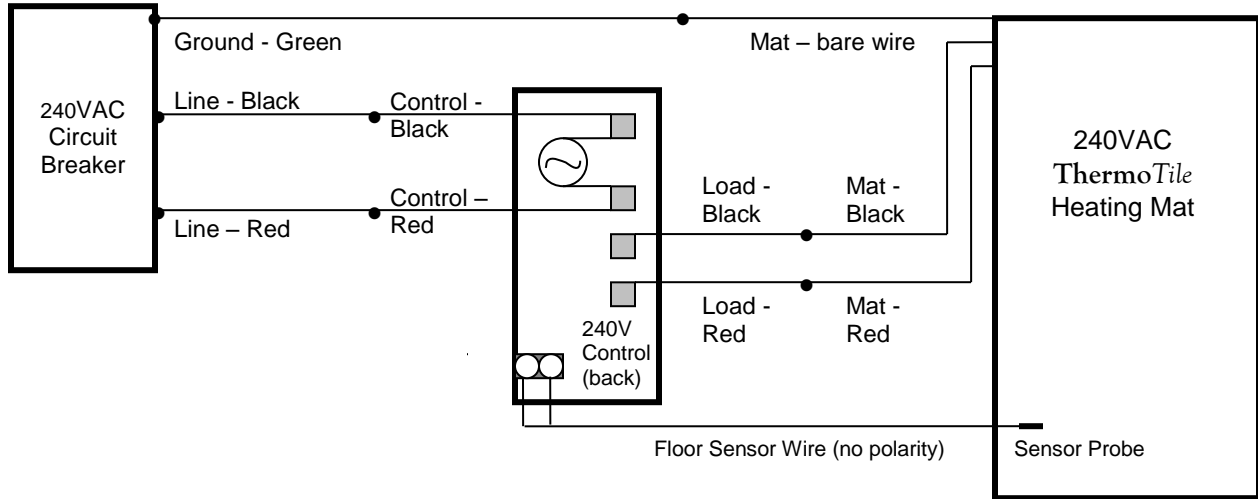 Ground - Green
Mat – bare wire
240VAC
Circuit
Breaker
Line - Black
Control -
Black
Line – Red
Control –
Red
240V
Control
(back)
Load -
Black
Mat -
Black
Load -
Red
Mat -
Red
240VAC
ThermoTile
Heating Mat
Floor Sensor Wire (no polarity)
Sensor Probe